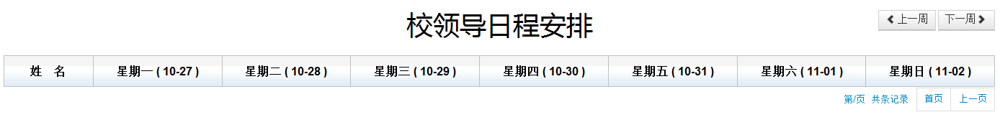 校领导日程安排
上一周 下一周
姓 名 星期一 ( 10-27 ) 星期二 ( 10-28 ) 星期三 ( 10-29 ) 星期四 ( 10-30 ) 星期五 ( 10-31 ) 星期六 ( 11-01 ) 星期日 ( 11-02 )
第/页 共条记录 首页 上一页